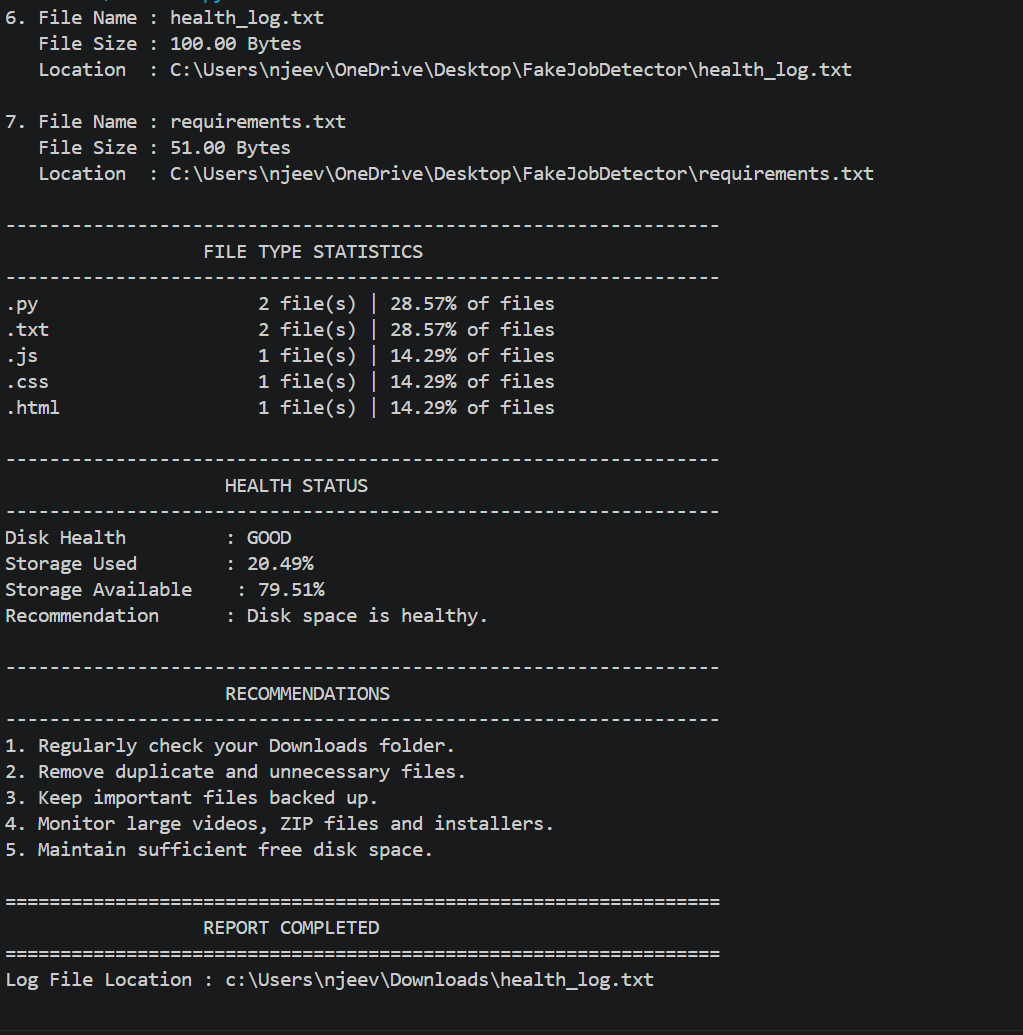 6. File Name : health_log.txt
   File Size : 100.00 Bytes
   Location  : C:\Users\njeev\OneDrive\Desktop\FakeJobDetector\health_log.txt

7. File Name : requirements.txt
   File Size : 51.00 Bytes
   Location  : C:\Users\njeev\OneDrive\Desktop\FakeJobDetector\requirements.txt

-----------------------------------------------------------------
                  FILE TYPE STATISTICS
-----------------------------------------------------------------
.py                    2 file(s) | 28.57% of files
.txt                   2 file(s) | 28.57% of files
.js                    1 file(s) | 14.29% of files
.css                   1 file(s) | 14.29% of files
.html                  1 file(s) | 14.29% of files

-----------------------------------------------------------------
                    HEALTH STATUS
-----------------------------------------------------------------
Disk Health         : GOOD
Storage Used        : 20.49%
Storage Available    : 79.51%
Recommendation      : Disk space is healthy.

-----------------------------------------------------------------
                    RECOMMENDATIONS
-----------------------------------------------------------------
1. Regularly check your Downloads folder.
2. Remove duplicate and unnecessary files.
3. Keep important files backed up.
4. Monitor large videos, ZIP files and installers.
5. Maintain sufficient free disk space.

=================================================================
                  REPORT COMPLETED
=================================================================
Log File Location : c:\Users\njeev\Downloads\health_log.txt